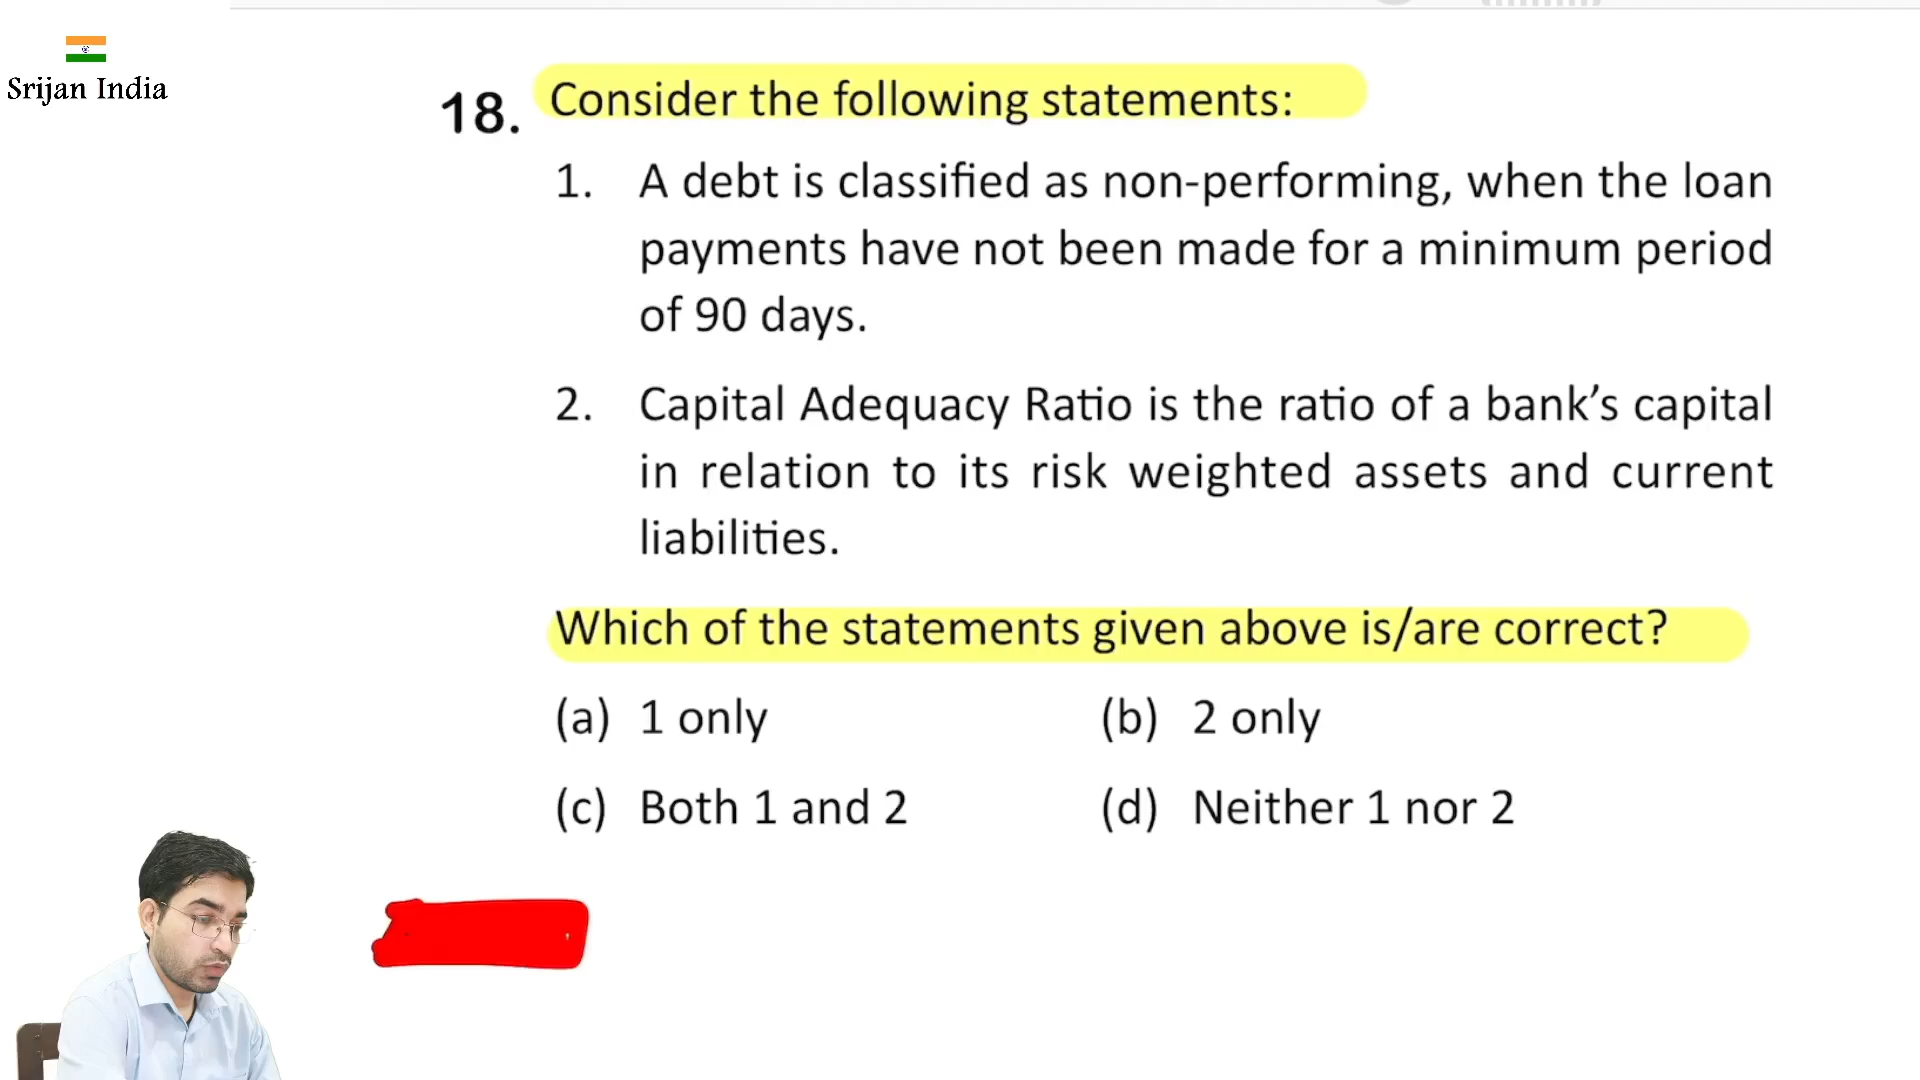 Srijan India
18. Consider the following statements:
1. A debt is classified as non-performing, when the loan
payments have not been made for a minimum period
of 90 days.
2. Capital Adequacy Ratio is the ratio of a bank’s capital
in relation to its risk weighted assets and current
liabilities.
Which of the statements given above is/are correct?
(a) 1 only (b) 2 only
(c) Both 1 and 2 (d) Neither 1 nor 2